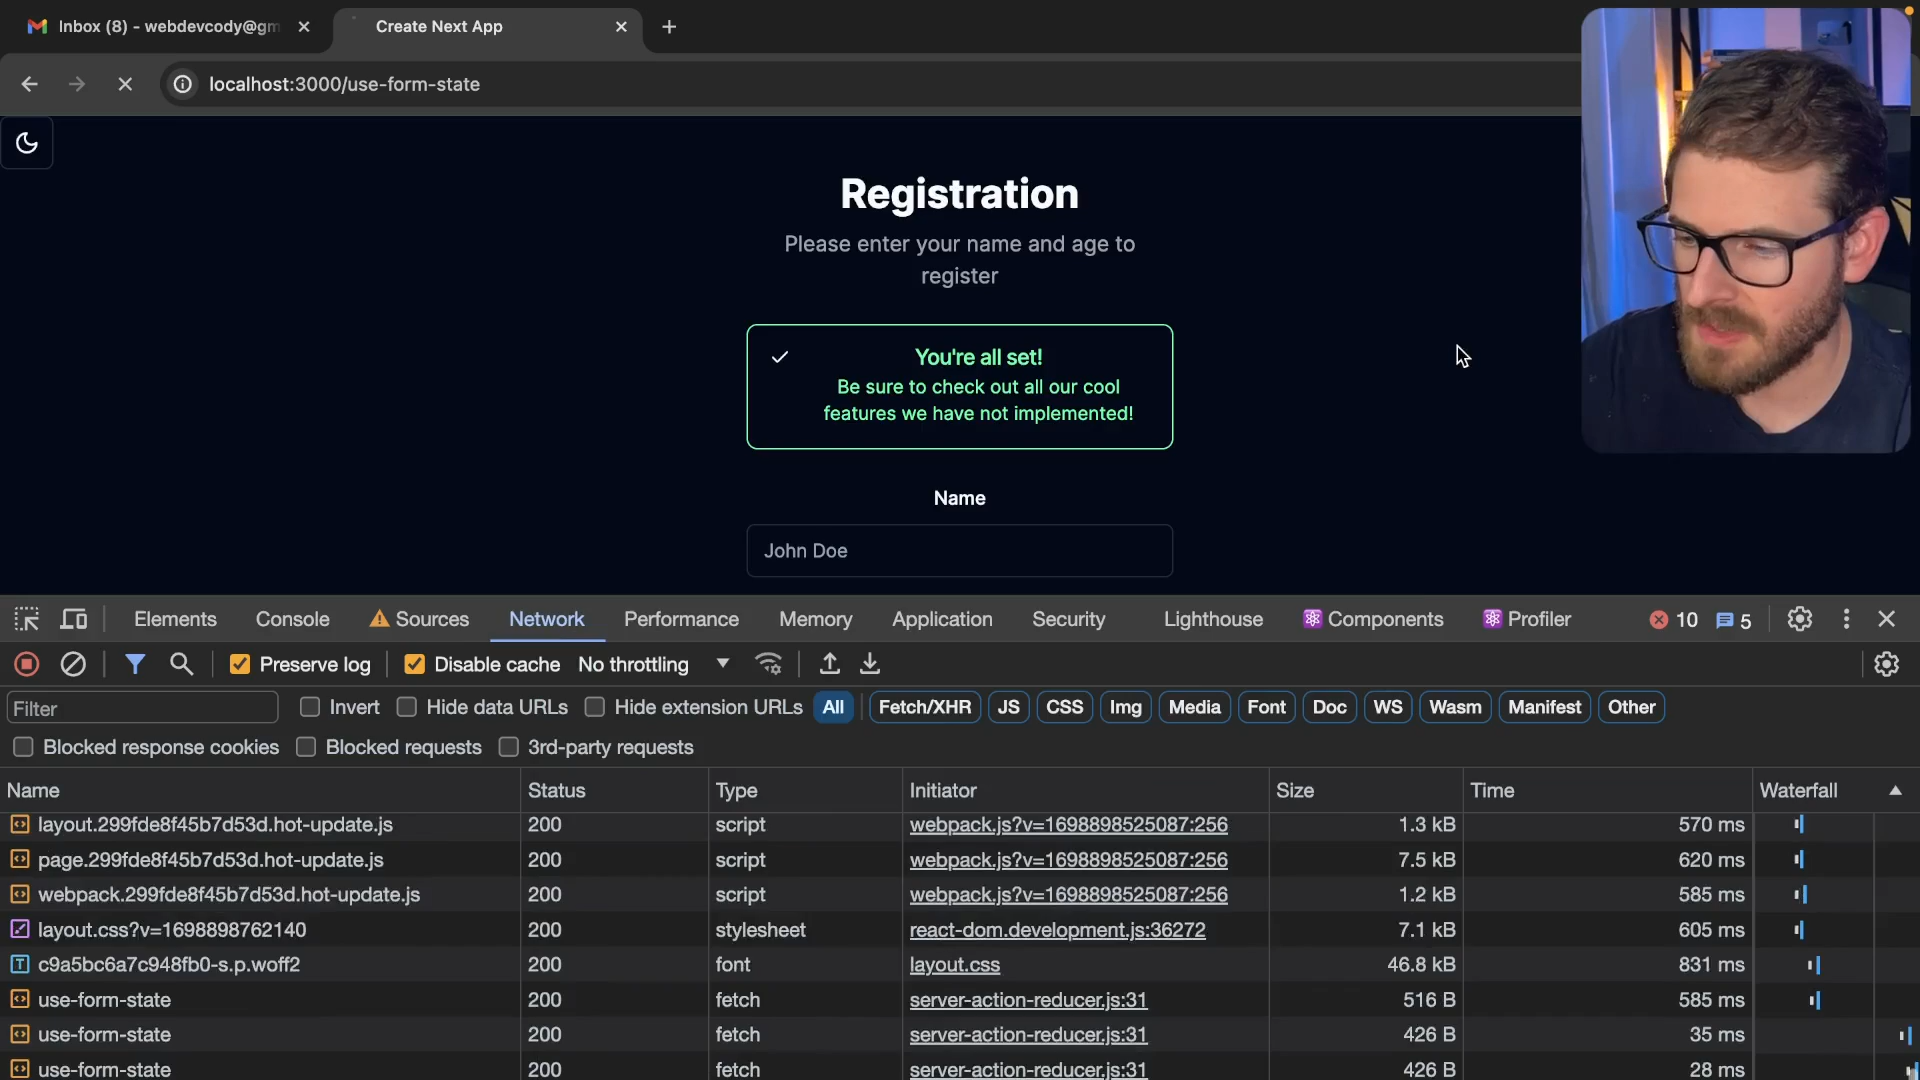 Inbox (8) - webdevcody@gm
Create Next App
localhost:3000/use-form-state
Registration
Please enter your name and age to
register
You're all set!
Be sure to check out all our cool
features we have not implemented!
Name
John Doe
Elements Console Sources Network Performance Memory Application Security Lighthouse Components Profiler 10 5
Preserve log Disable cache No throttling
Filter Invert Hide data URLs Hide extension URLs All Fetch/XHR JS CSS Img Media Font Doc WS Wasm Manifest Other
Blocked response cookies Blocked requests 3rd-party requests
Name Status Type Initiator Size Time Waterfall
layout.299fde8f45b7d53d.hot-update.js 200 script webpack.js?v=1698898525087:256 1.3 kB 570 ms
page.299fde8f45b7d53d.hot-update.js 200 script webpack.js?v=1698898525087:256 7.5 kB 620 ms
webpack.299fde8f45b7d53d.hot-update.js 200 script webpack.js?v=1698898525087:256 1.2 kB 585 ms
layout.css?v=1698898762140 200 stylesheet react-dom.development.js:36272 7.1 kB 605 ms
c9a5bc6a7c948fb0-s.p.woff2 200 font layout.css 46.8 kB 831 ms
use-form-state 200 fetch server-action-reducer.js:31 516 B 585 ms
use-form-state 200 fetch server-action-reducer.js:31 426 B 35 ms
use-form-state 200 fetch server-action-reducer.js:31 426 B 28 ms